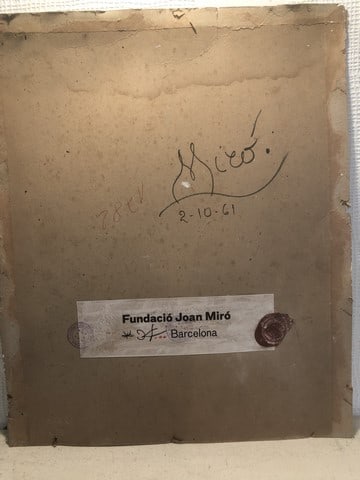 Miró.
2-10-61
Fundació Joan Miró
Barcelona